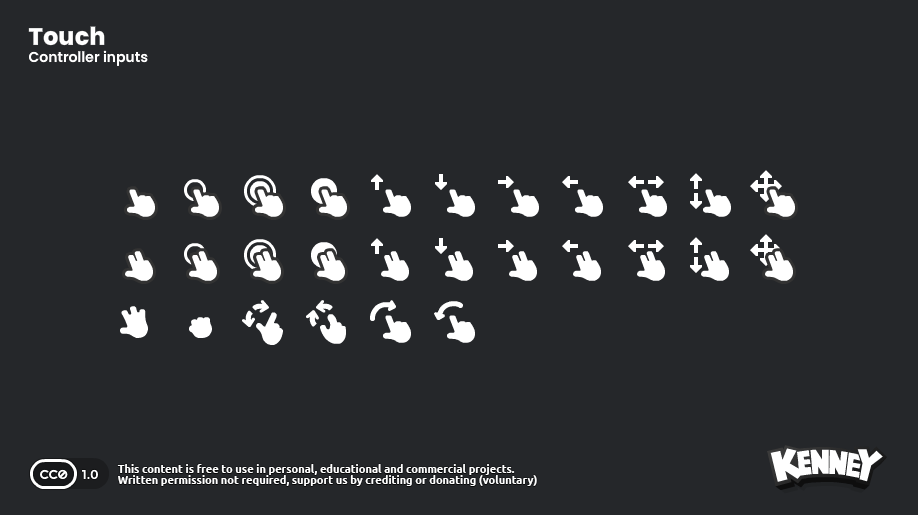 Touch
Controller inputs
CC0 1.0
This content is free to use in personal, educational and commercial projects.
Written permission not required, support us by crediting or donating (voluntary)
KENNEY